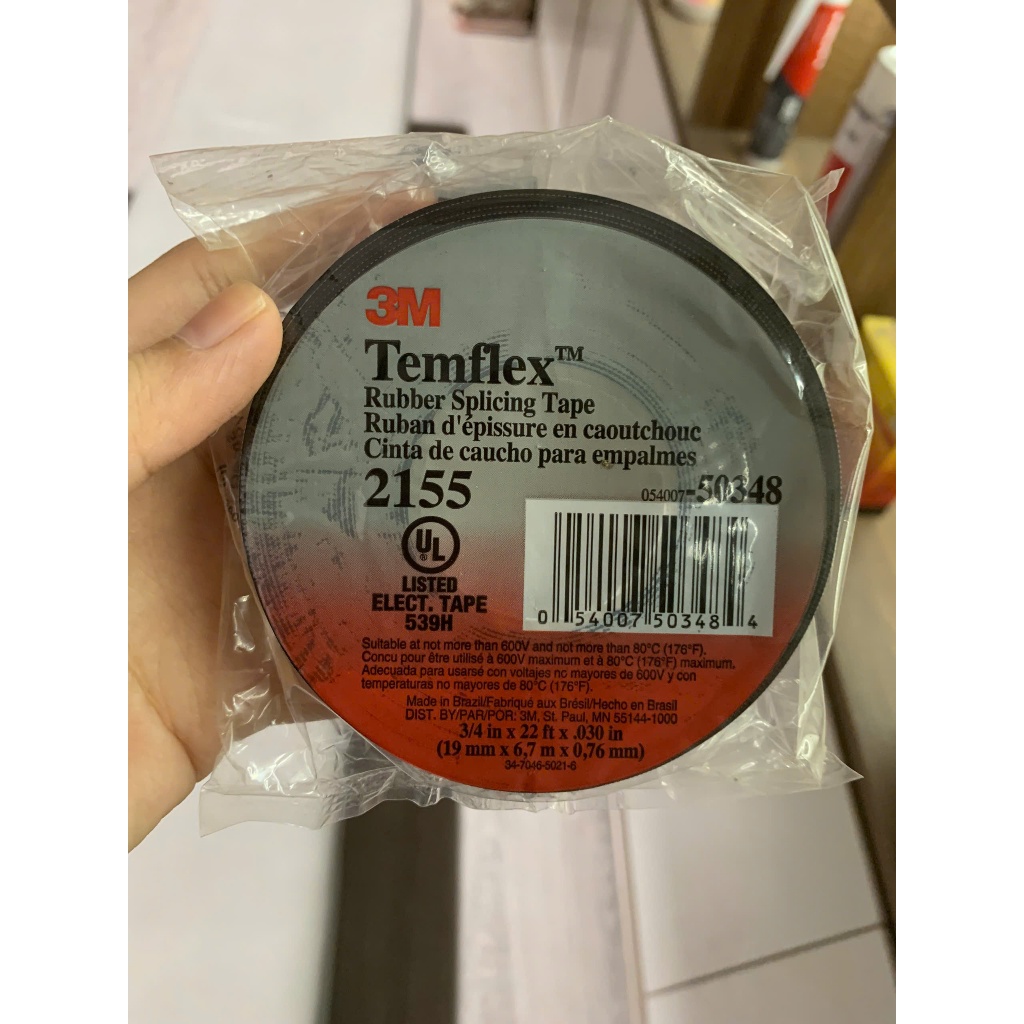 3M
Temflex™
Rubber Splicing Tape
Ruban d'épissure en caoutchouc
Cinta de caucho para empalmes
2155
054007-50348
UL
®
LISTED
ELECT. TAPE
539H
0 54007 50348 4
Suitable at not more than 600V and not more than 80°C (176°F).
Concu pour être utilisé à 600V maximum et à 80°C (176°F) maximum.
Adecuada para usarsé con voltajes no mayores de 600V y con
temperatúras no mayores de 80°C (176°F).
Made in Brazil/Fabriqué aux Brésil/Hecho en Brasil
DIST. BY/PAR/POR: 3M, St. Paul, MN 55144-1000
3/4 in x 22 ft x .030 in
(19 mm x 6,7 m x 0,76 mm)
34-7046-5021-6